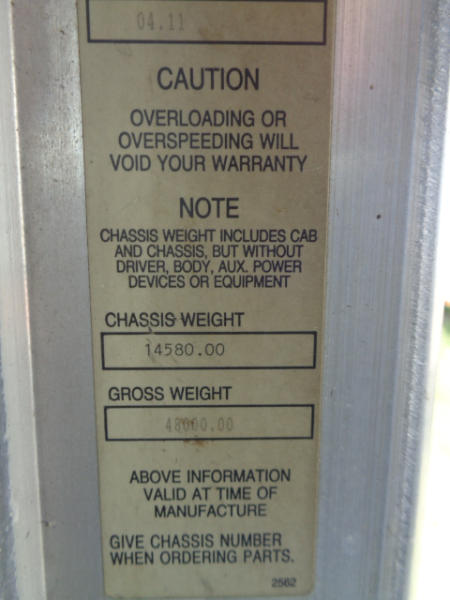 04.11
CAUTION
OVERLOADING OR
OVERSPEEDING WILL
VOID YOUR WARRANTY
NOTE
CHASSIS WEIGHT INCLUDES CAB
AND CHASSIS, BUT WITHOUT
DRIVER, BODY, AUX. POWER
DEVICES OR EQUIPMENT
CHASSIS WEIGHT
14580.00
GROSS WEIGHT
48000.00
ABOVE INFORMATION
VALID AT TIME OF
MANUFACTURE
GIVE CHASSIS NUMBER
WHEN ORDERING PARTS.
2562